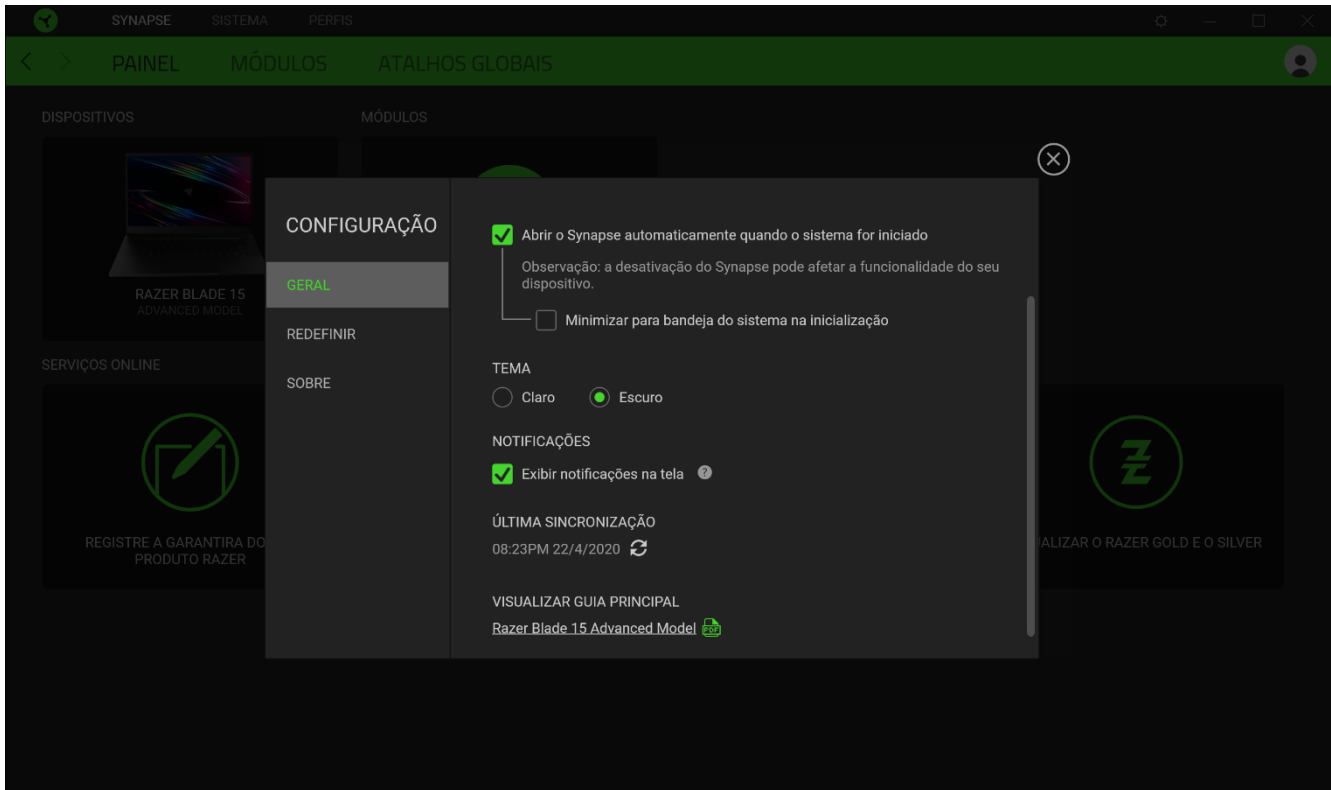 SYNAPSE
SISTEMA
PERFIS
PAINEL
MÓDULOS
ATALHOS GLOBAIS
DISPOSITIVOS
MÓDULOS
RAZER BLADE 15
ADVANCED MODEL
SERVIÇOS ONLINE
REGISTRE A GARANTIRA DO
PRODUTO RAZER
ALIZAR O RAZER GOLD E O SILVER
CONFIGURAÇÃO
GERAL
REDEFINIR
SOBRE
Abrir o Synapse automaticamente quando o sistema for iniciado
Observação: a desativação do Synapse pode afetar a funcionalidade do seu
dispositivo.
Minimizar para bandeja do sistema na inicialização
TEMA
Claro
Escuro
NOTIFICAÇÕES
Exibir notificações na tela ?
ÚLTIMA SINCRONIZAÇÃO
08:23PM 22/4/2020
VISUALIZAR GUIA PRINCIPAL
Razer Blade 15 Advanced Model PDF